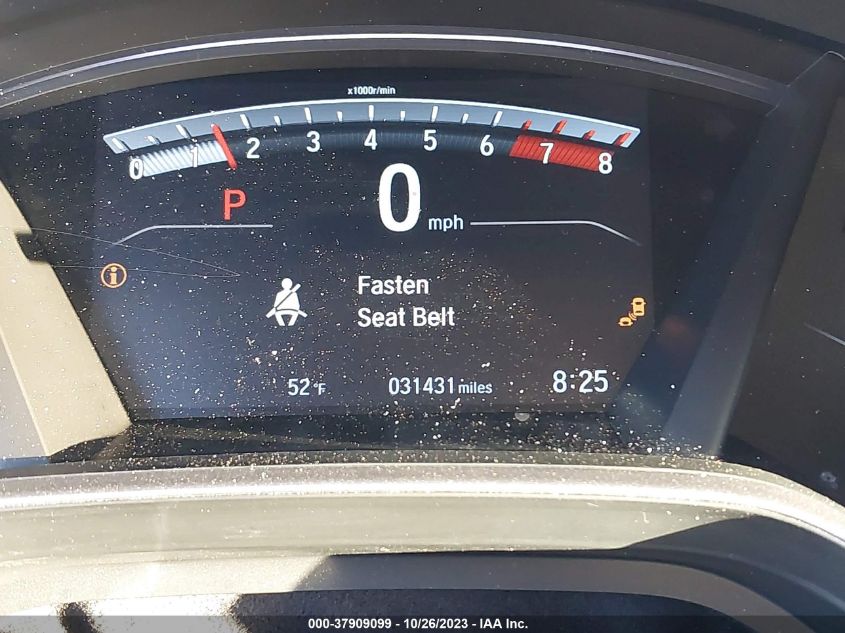 x1000r/min
0 1 2 3 4 5 6 7 8
P 0 mph
Fasten
Seat Belt
52°F 031431 miles 8:25
000-37909099 - 10/26/2023 - IAA Inc.